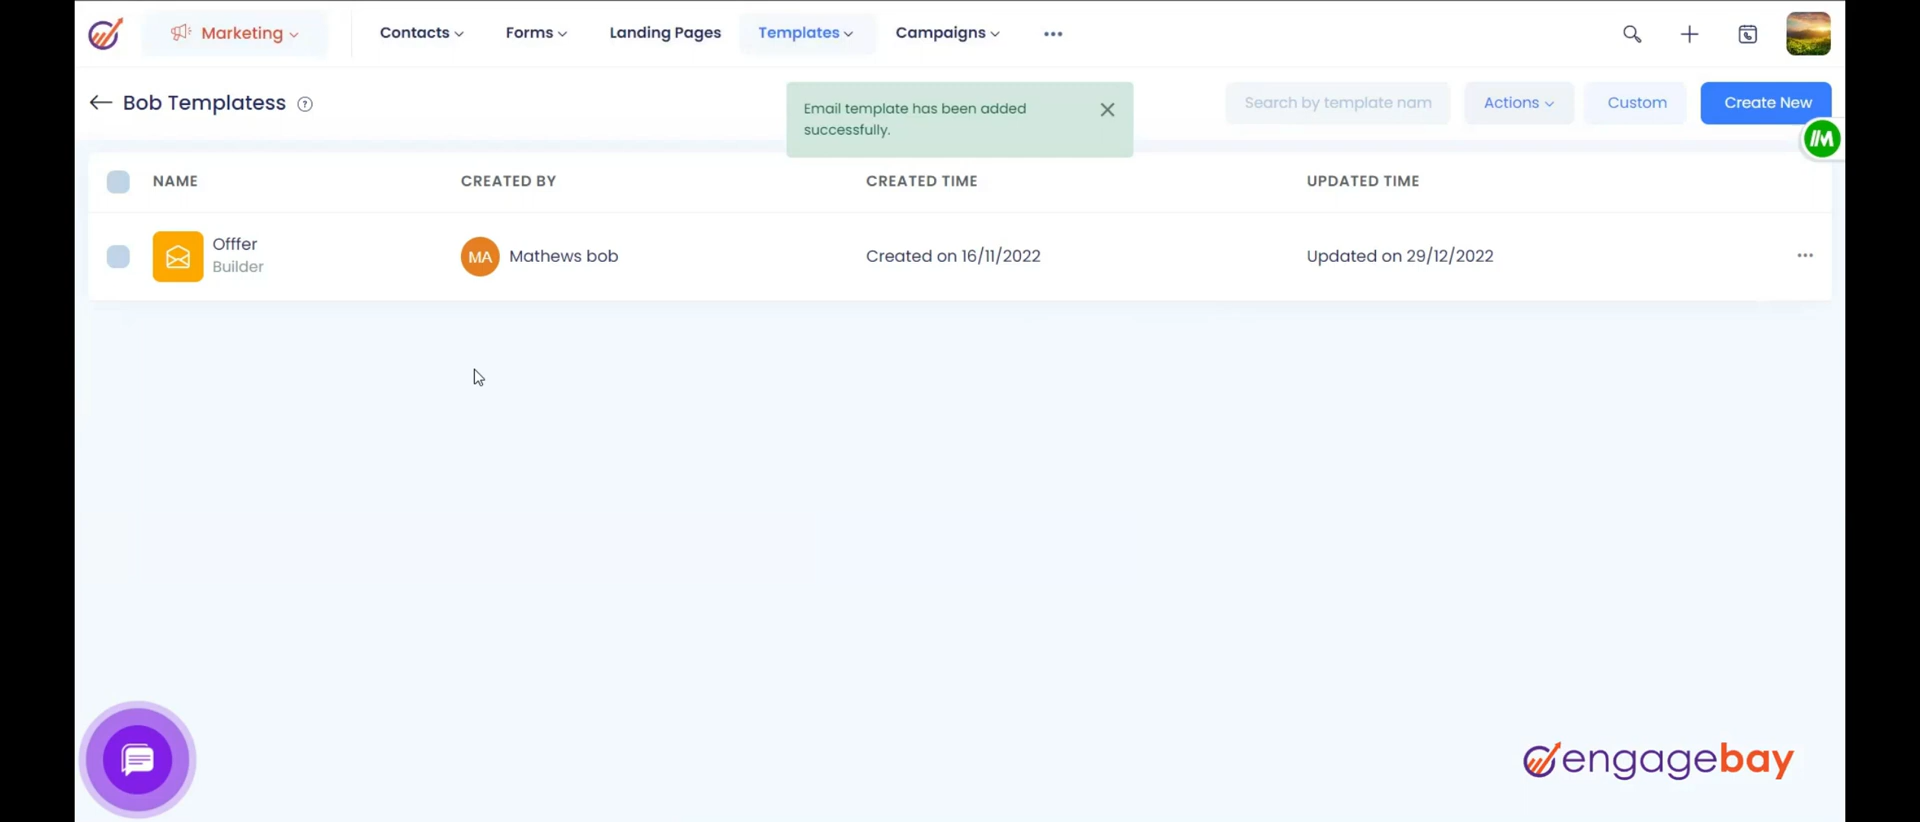 Marketing
Contacts
Forms
Landing Pages
Templates
Campaigns
Bob Templatess
Email template has been added
successfully.
Search by template nam
Actions
Custom
Create New
NAME
CREATED BY
CREATED TIME
UPDATED TIME
Offfer
Builder
MA
Mathews bob
Created on 16/11/2022
Updated on 29/12/2022
engagebay